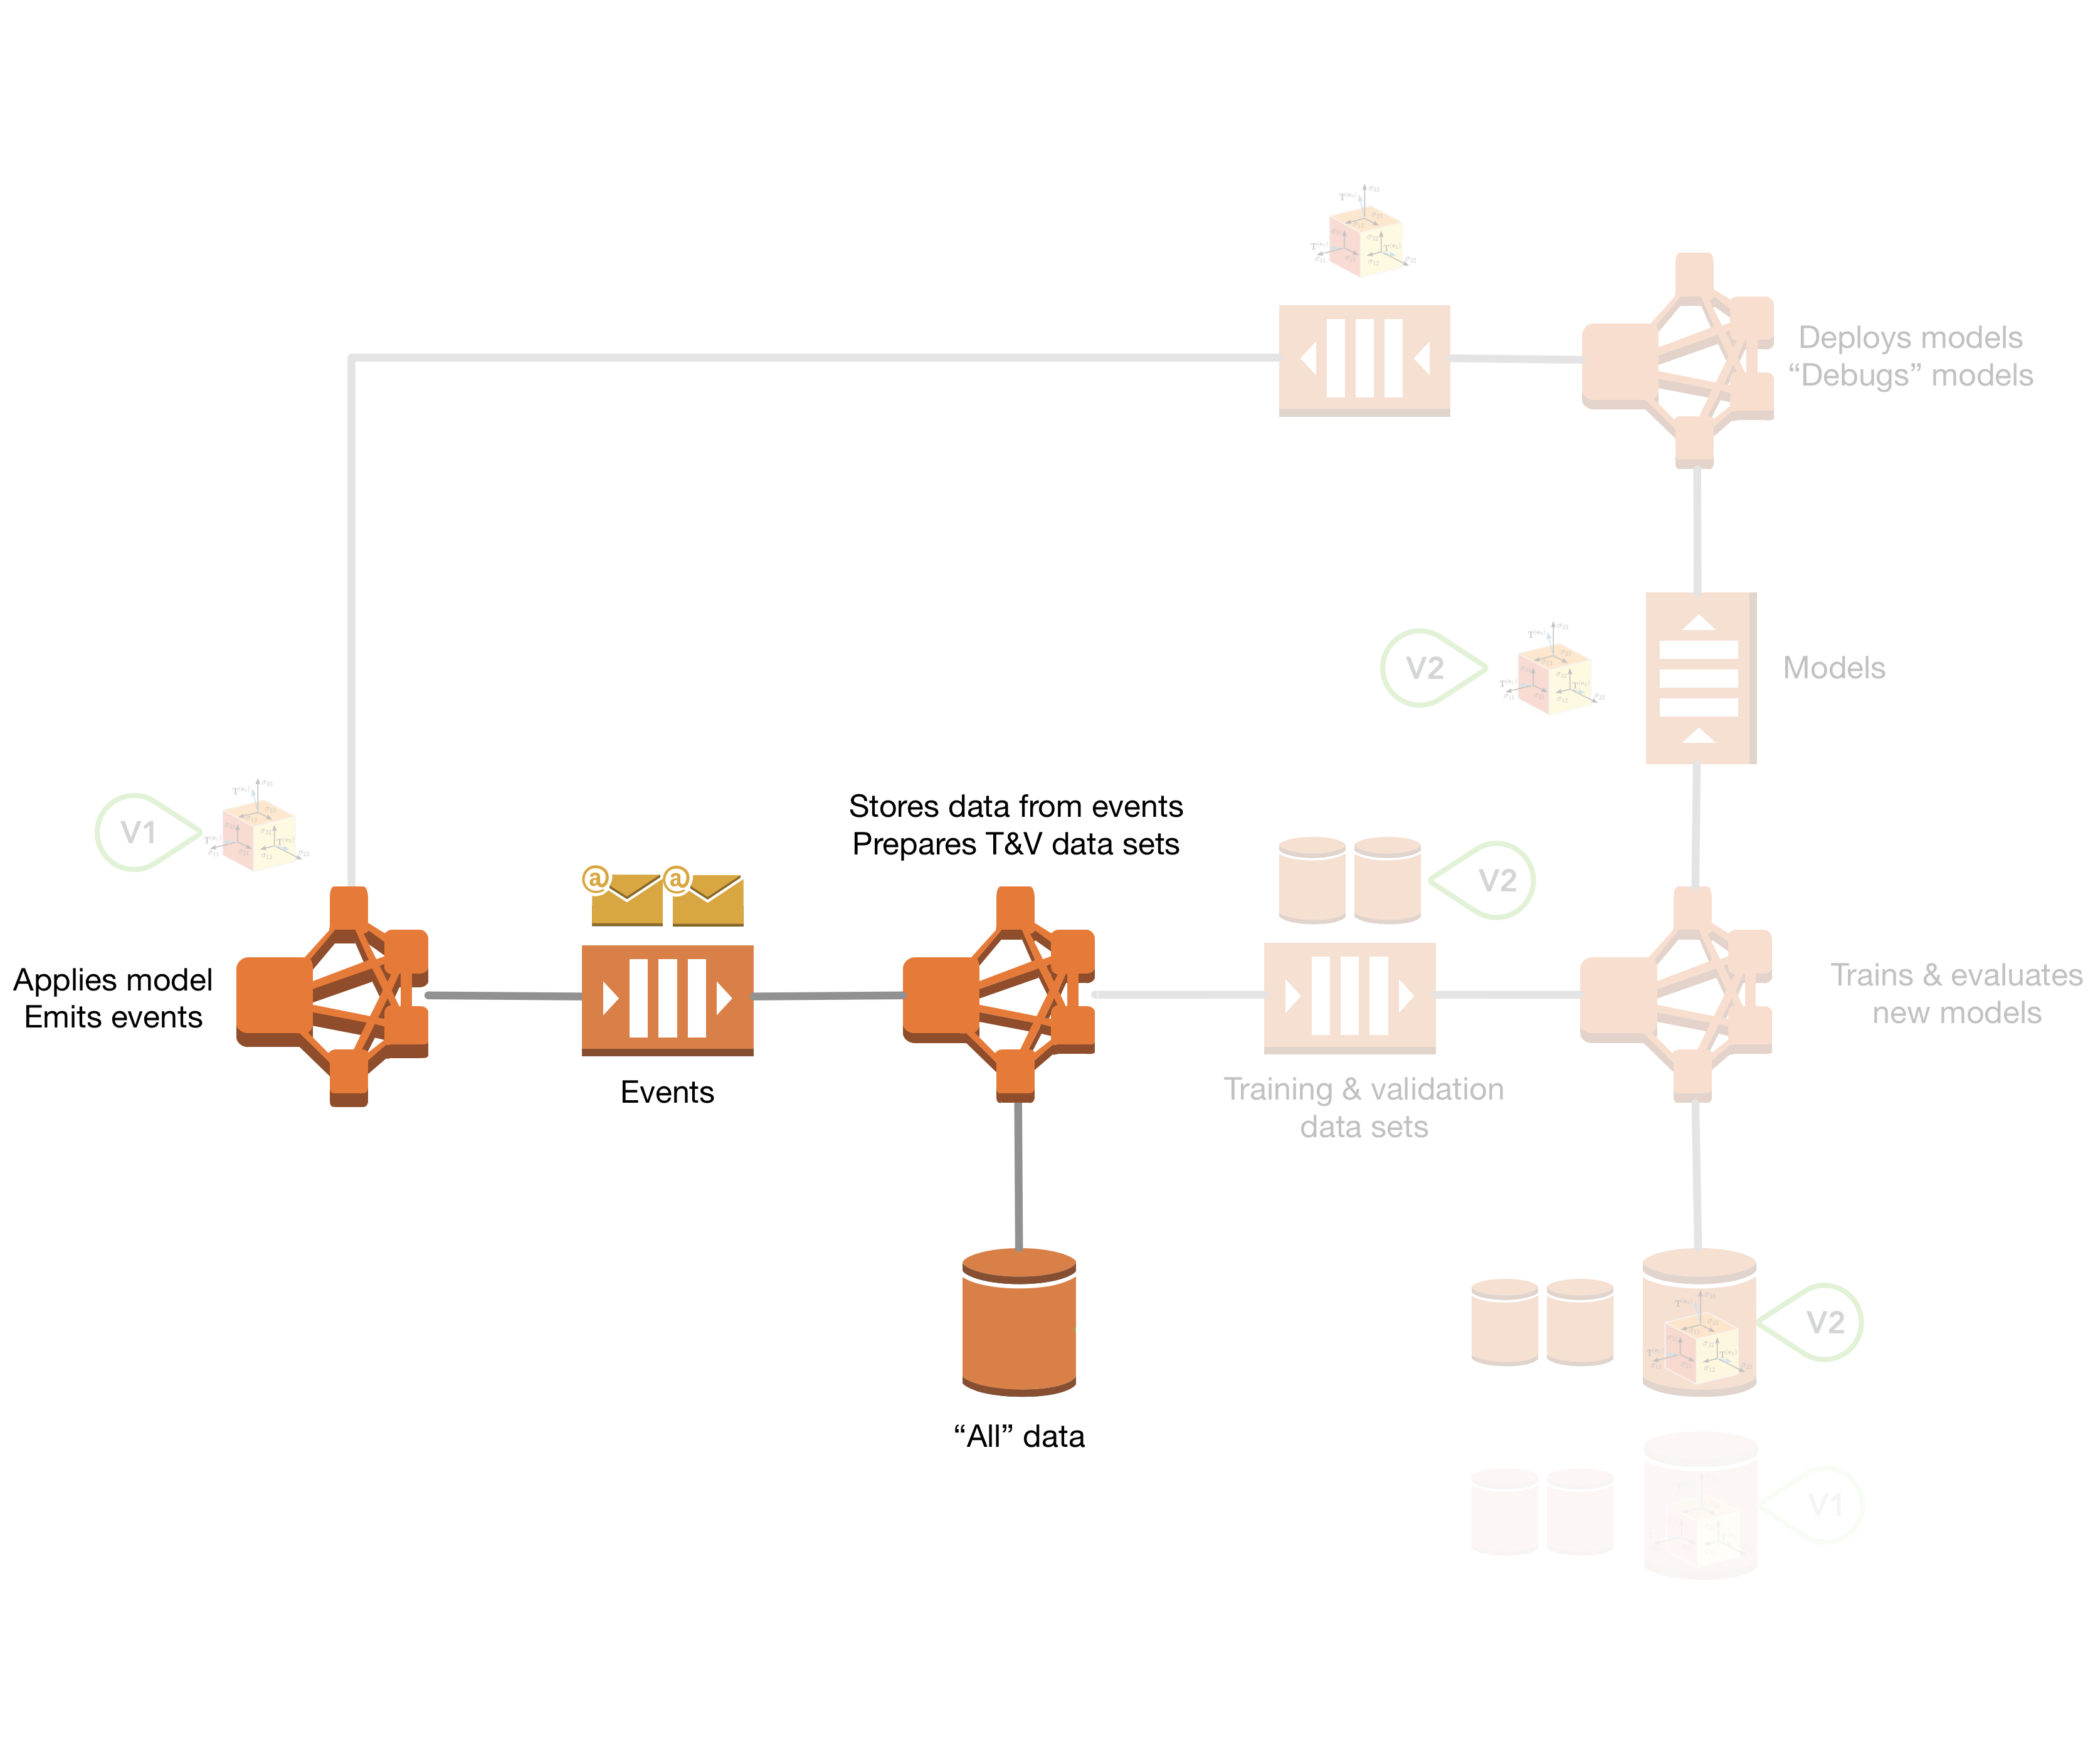 Deploys models
“Debugs” models
V2
Models
V1
Stores data from events
Prepares T&V data sets
V2
@
@
Applies model
Emits events
Trains & evaluates
new models
Events
Training & validation
data sets
V2
“All” data
V1